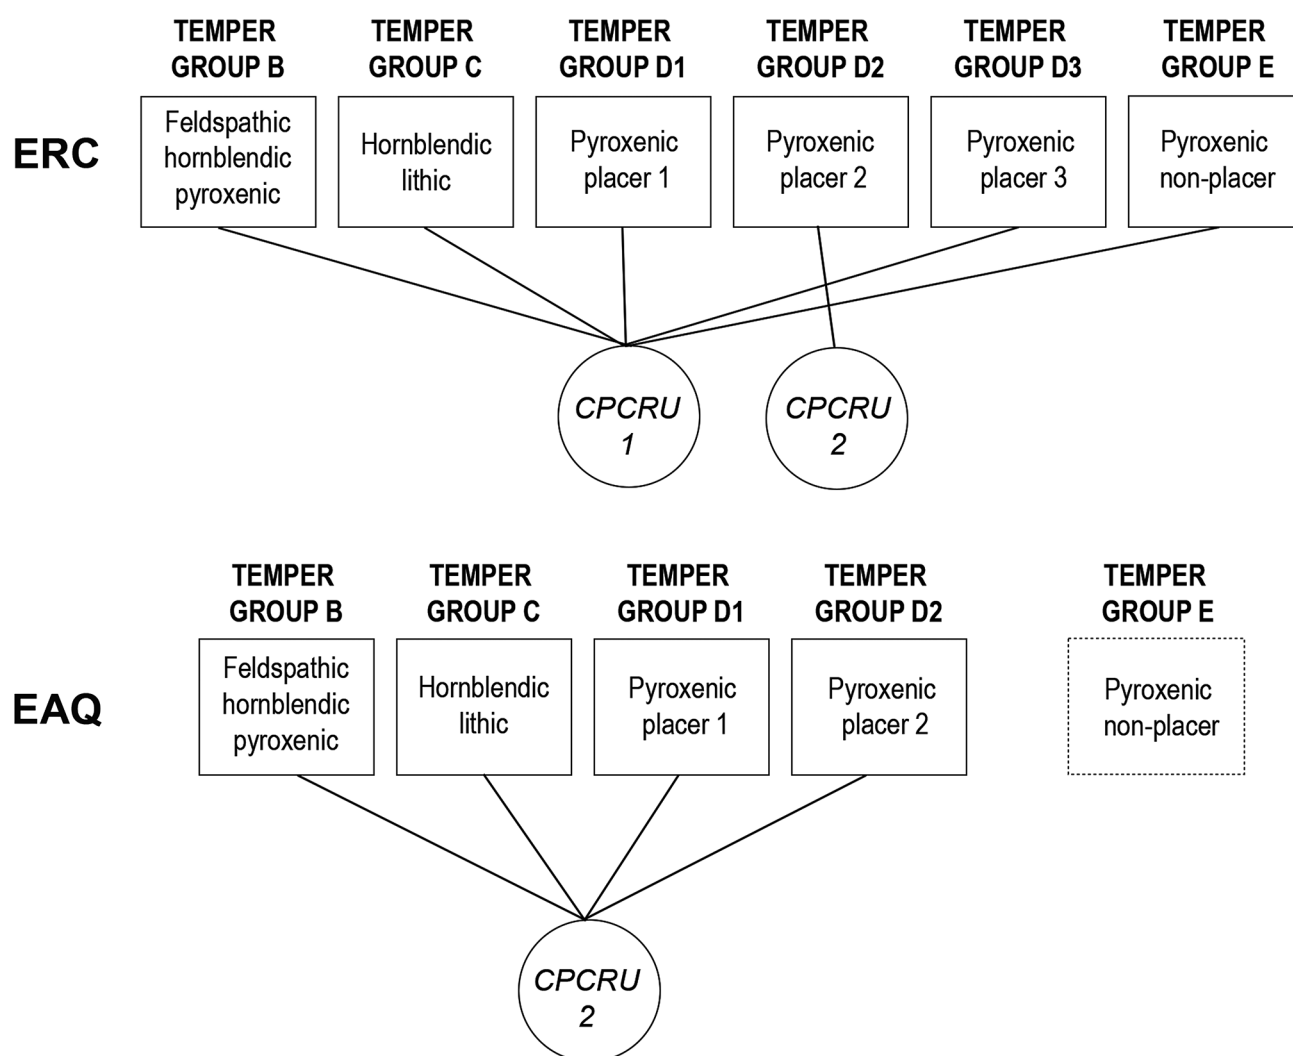 TEMPER GROUP B
TEMPER GROUP C
TEMPER GROUP D1
TEMPER GROUP D2
TEMPER GROUP D3
TEMPER GROUP E
ERC
Feldspathic
hornblendic
pyroxenic
Hornblendic
lithic
Pyroxenic
placer 1
Pyroxenic
placer 2
Pyroxenic
placer 3
Pyroxenic
non-placer
CPCRU
1
CPCRU
2
TEMPER
GROUP B
TEMPER
GROUP C
TEMPER
GROUP D1
TEMPER
GROUP D2
TEMPER
GROUP E
EAQ
Feldspathic
hornblendic
pyroxenic
Hornblendic
lithic
Pyroxenic
placer 1
Pyroxenic
placer 2
Pyroxenic
non-placer
CPCRU
2